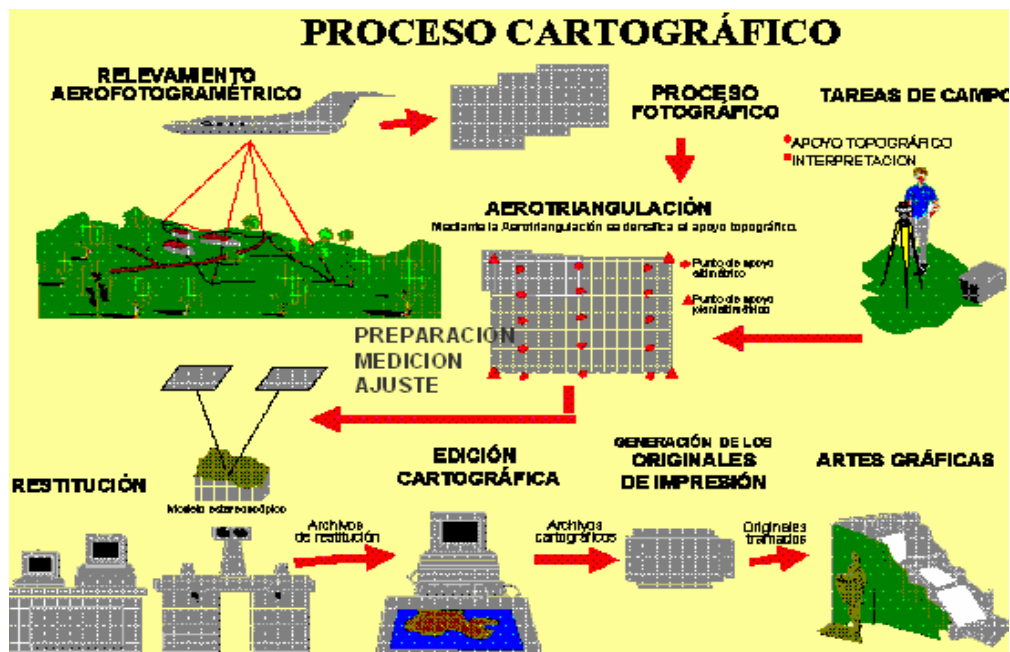 PROCESO CARTOGRÁFICO
RELEVAMIENTO
AEROFOTOGRAMÉTRICO
PROCESO
FOTOGRÁFICO
TAREAS DE CAMPO
APOYO TOPOGRÁFICO
INTERPRETACION
AEROTRIANGULACIÓN
Mediante la Aerotriangulación se densifica el apoyo topográfico.
Punto de apoyo
altimétrico
Punto de apoyo
planialtimétrico
PREPARACION
MEDICION
AJUSTE
RESTITUCIÓN
Modelo estereoscópico
Archivos
de restitución
EDICIÓN
CARTOGRÁFICA
Archivos
cartográficos
GENERACIÓN DE LOS
ORIGINALES
DE IMPRESIÓN
Originales
tramados
ARTES GRÁFICAS